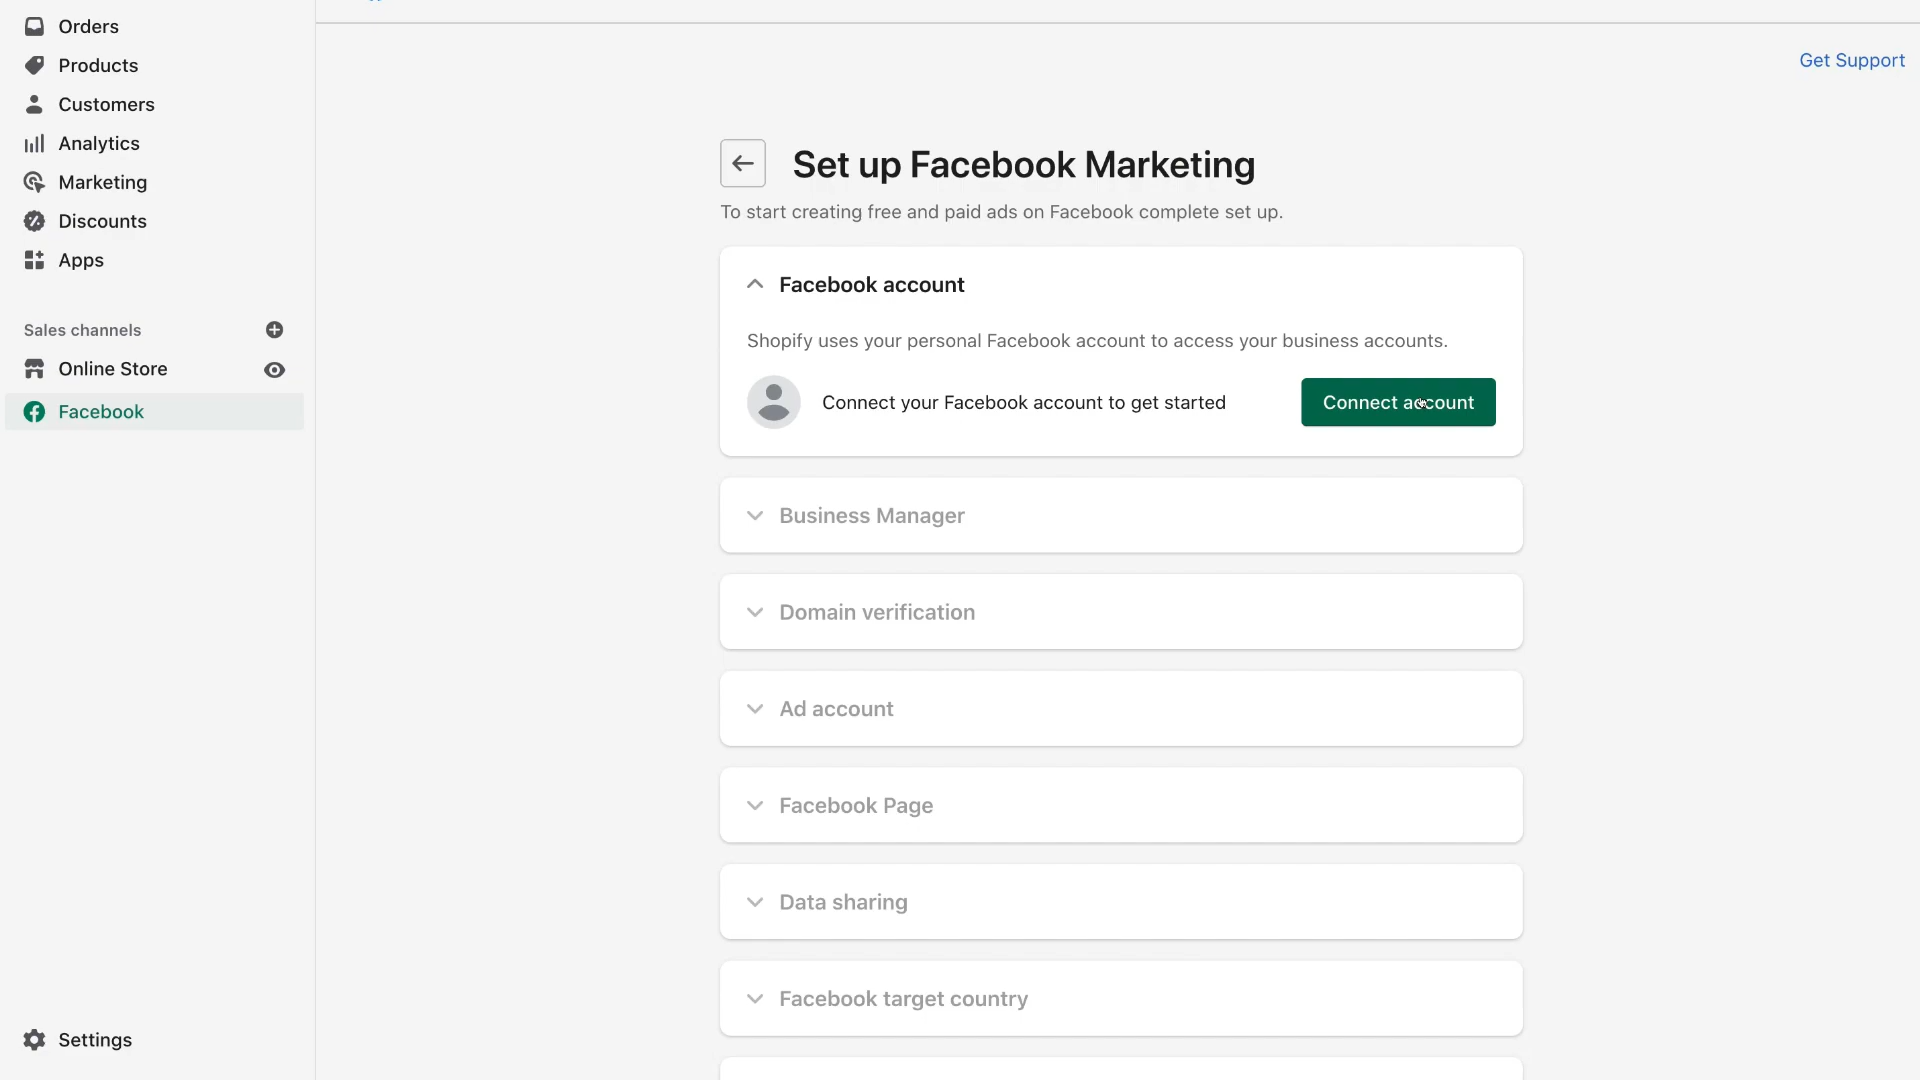 Orders
Products
Customers
Analytics
Marketing
Discounts
Apps
Sales channels
Online Store
Facebook
Settings
Get Support
Set up Facebook Marketing
To start creating free and paid ads on Facebook complete set up.
Facebook account
Shopify uses your personal Facebook account to access your business accounts.
Connect your Facebook account to get started
Connect account
Business Manager
Domain verification
Ad account
Facebook Page
Data sharing
Facebook target country